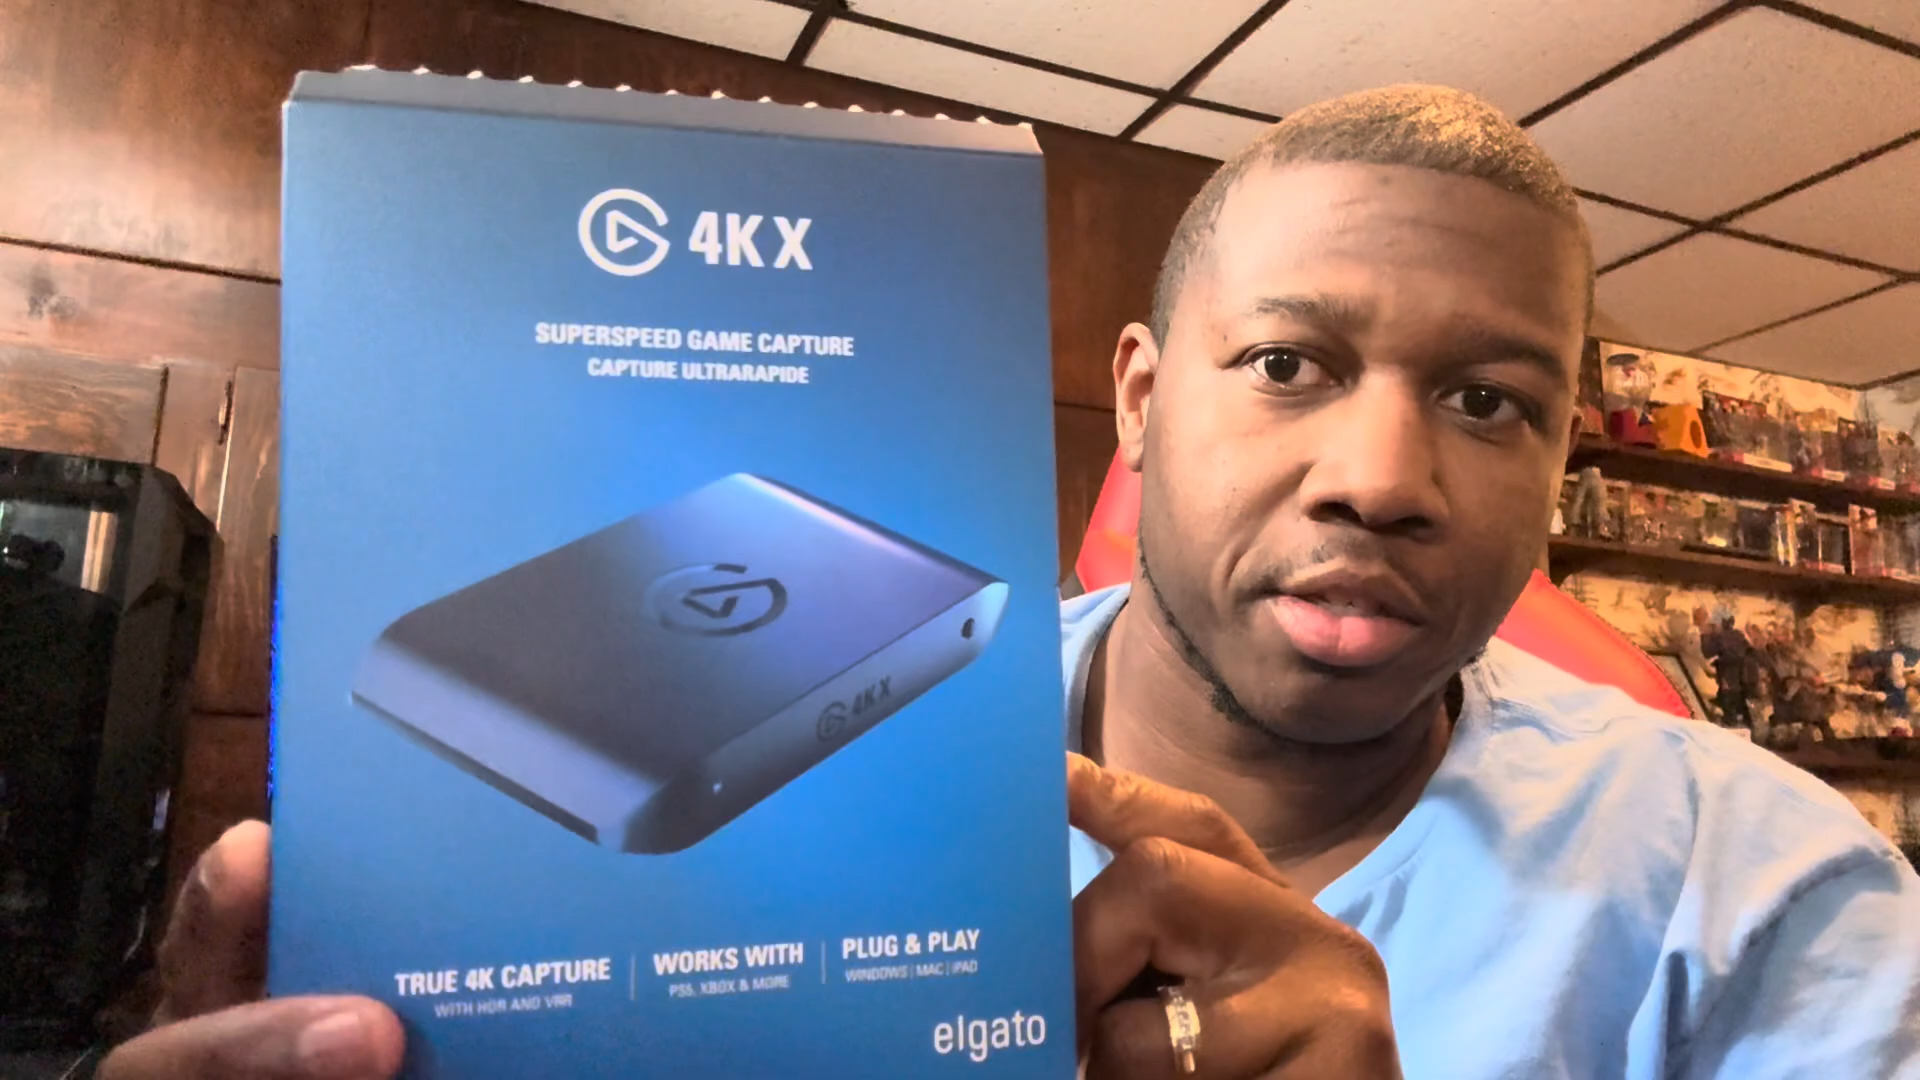 4K X
SUPERSPEED GAME CAPTURE
CAPTURE ULTRARAPIDE
4K X
TRUE 4K CAPTURE
WITH HDR AND VRR
WORKS WITH
PS5, XBOX & MORE
PLUG & PLAY
WINDOWS | MAC | IPAD
elgato